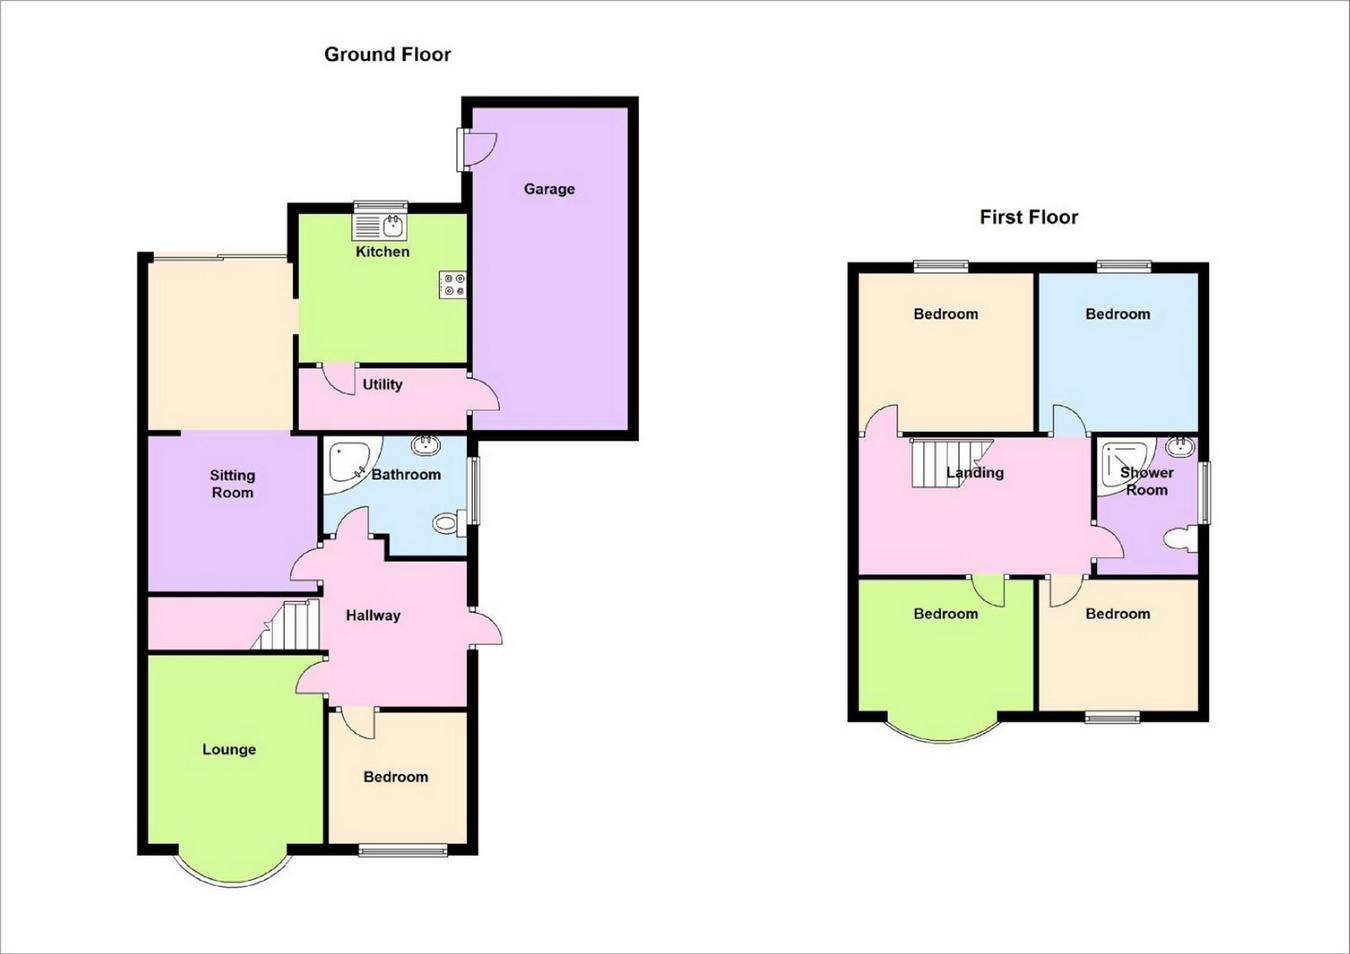 Ground Floor
Garage
Kitchen
Utility
Sitting
Room
Bathroom
Hallway
Lounge
Bedroom
First Floor
Bedroom
Bedroom
Landing
Shower
Room
Bedroom
Bedroom